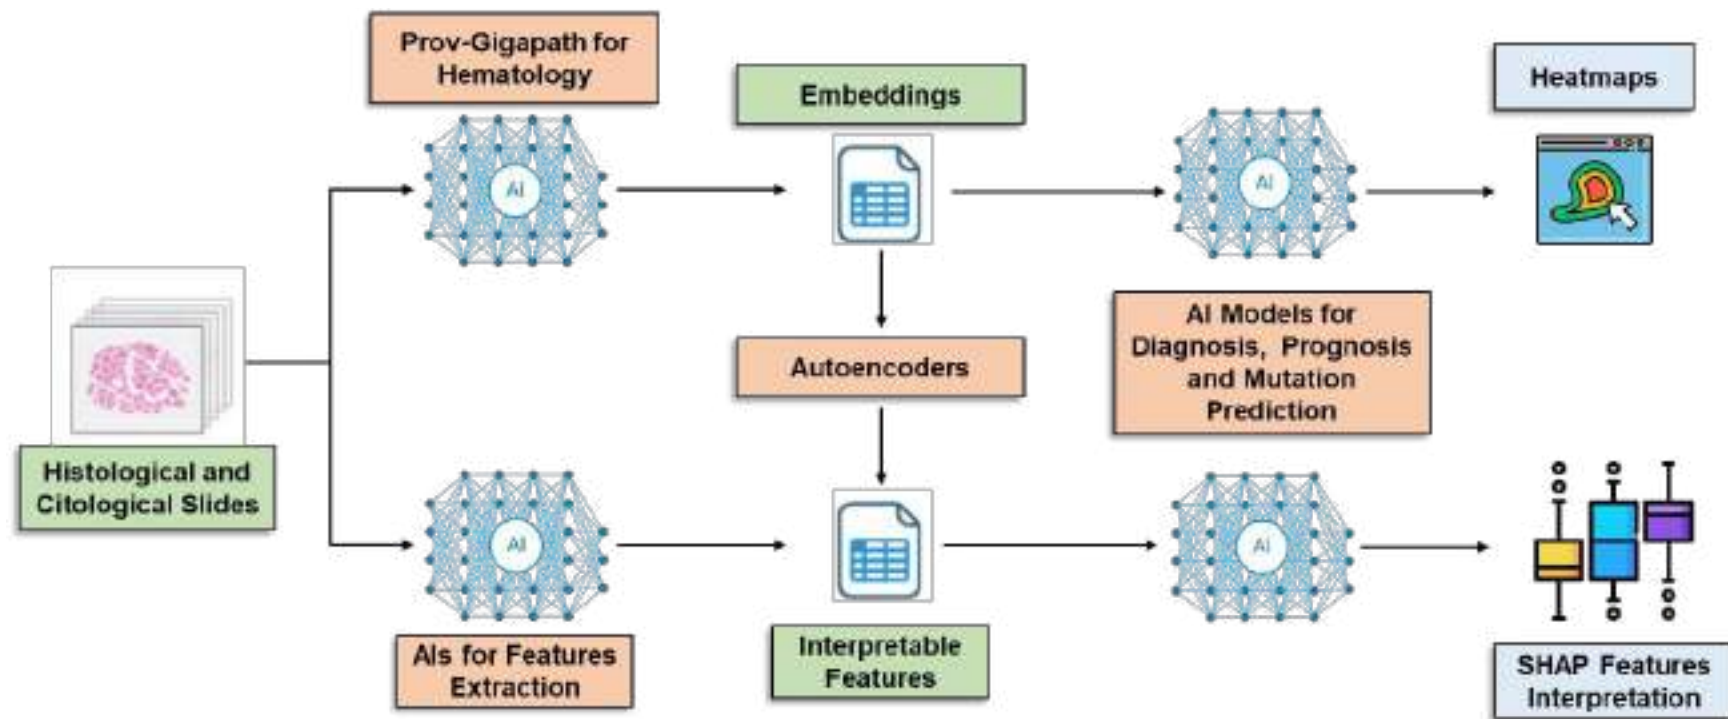 Prov-Gigapath for
Hematology
Embeddings
Heatmaps
AI
AI
AI Models for
Diagnosis, Prognosis
and Mutation
Prediction
Autoencoders
Histological and
Citological Slides
AI
AI
AIs for Features
Extraction
Interpretable
Features
SHAP Features
Interpretation